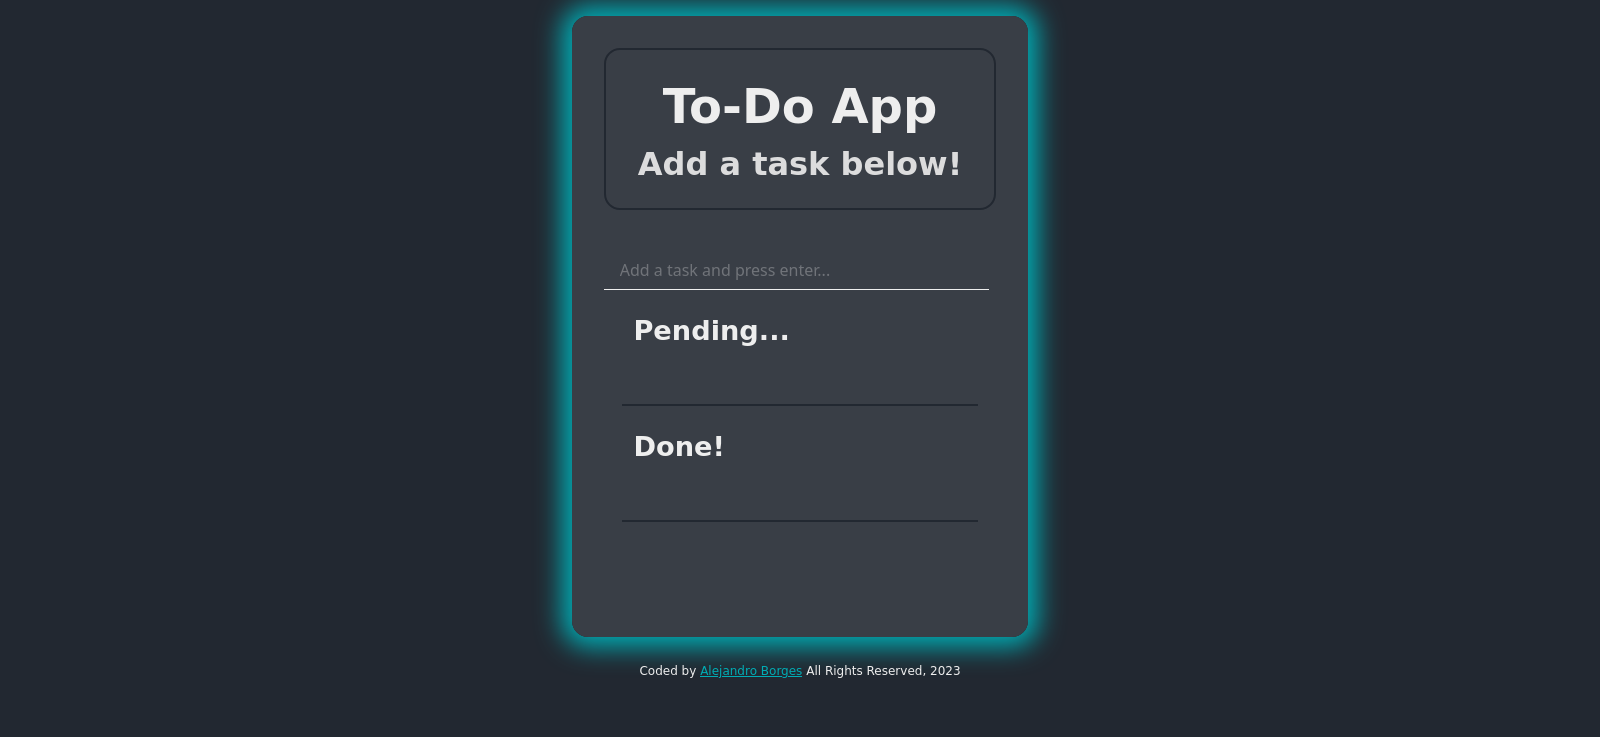 To-Do App
Add a task below!
Add a task and press enter...
Pending...
Done!
Coded by Alejandro Borges All Rights Reserved, 2023